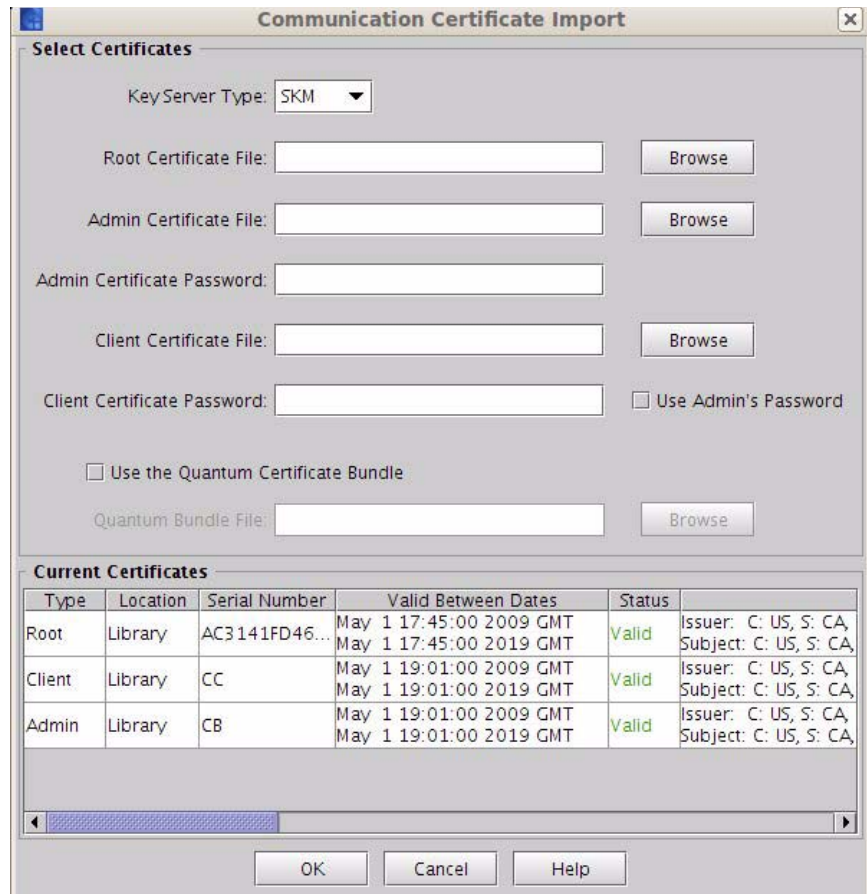 Communication Certificate Import
Select Certificates
Key Server Type: SKM
Root Certificate File: Browse
Admin Certificate File: Browse
Admin Certificate Password:
Client Certificate File: Browse
Client Certificate Password: Use Admin's Password
Use the Quantum Certificate Bundle
Quantum Bundle File: Browse
Current Certificates
Type Location Serial Number Valid Between Dates Status
Root Library AC3141FD46... May 1 17:45:00 2009 GMT Valid Issuer: C: US, S: CA,
May 1 17:45:00 2019 GMT Subject: C: US, S: CA,
Client Library CC May 1 19:01:00 2009 GMT Valid Issuer: C: US, S: CA,
May 1 19:01:00 2019 GMT Subject: C: US, S: CA,
Admin Library CB May 1 19:01:00 2009 GMT Valid Issuer: C: US, S: CA,
May 1 19:01:00 2019 GMT Subject: C: US, S: CA,
OK Cancel Help